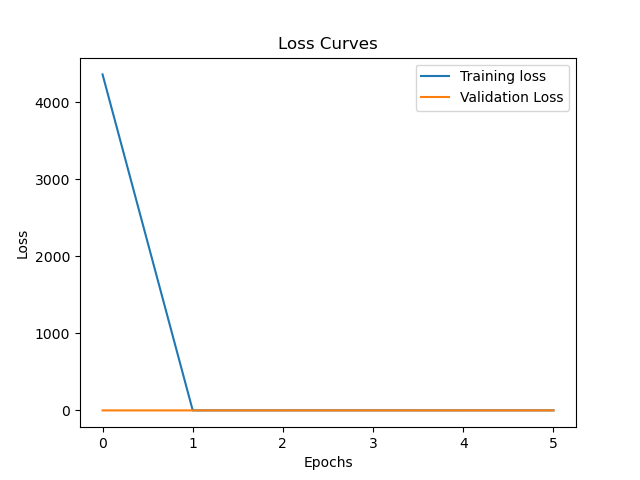 Loss Curves
Training loss
Validation Loss
4000
3000
2000
1000
0
Loss
0 1 2 3 4 5
Epochs